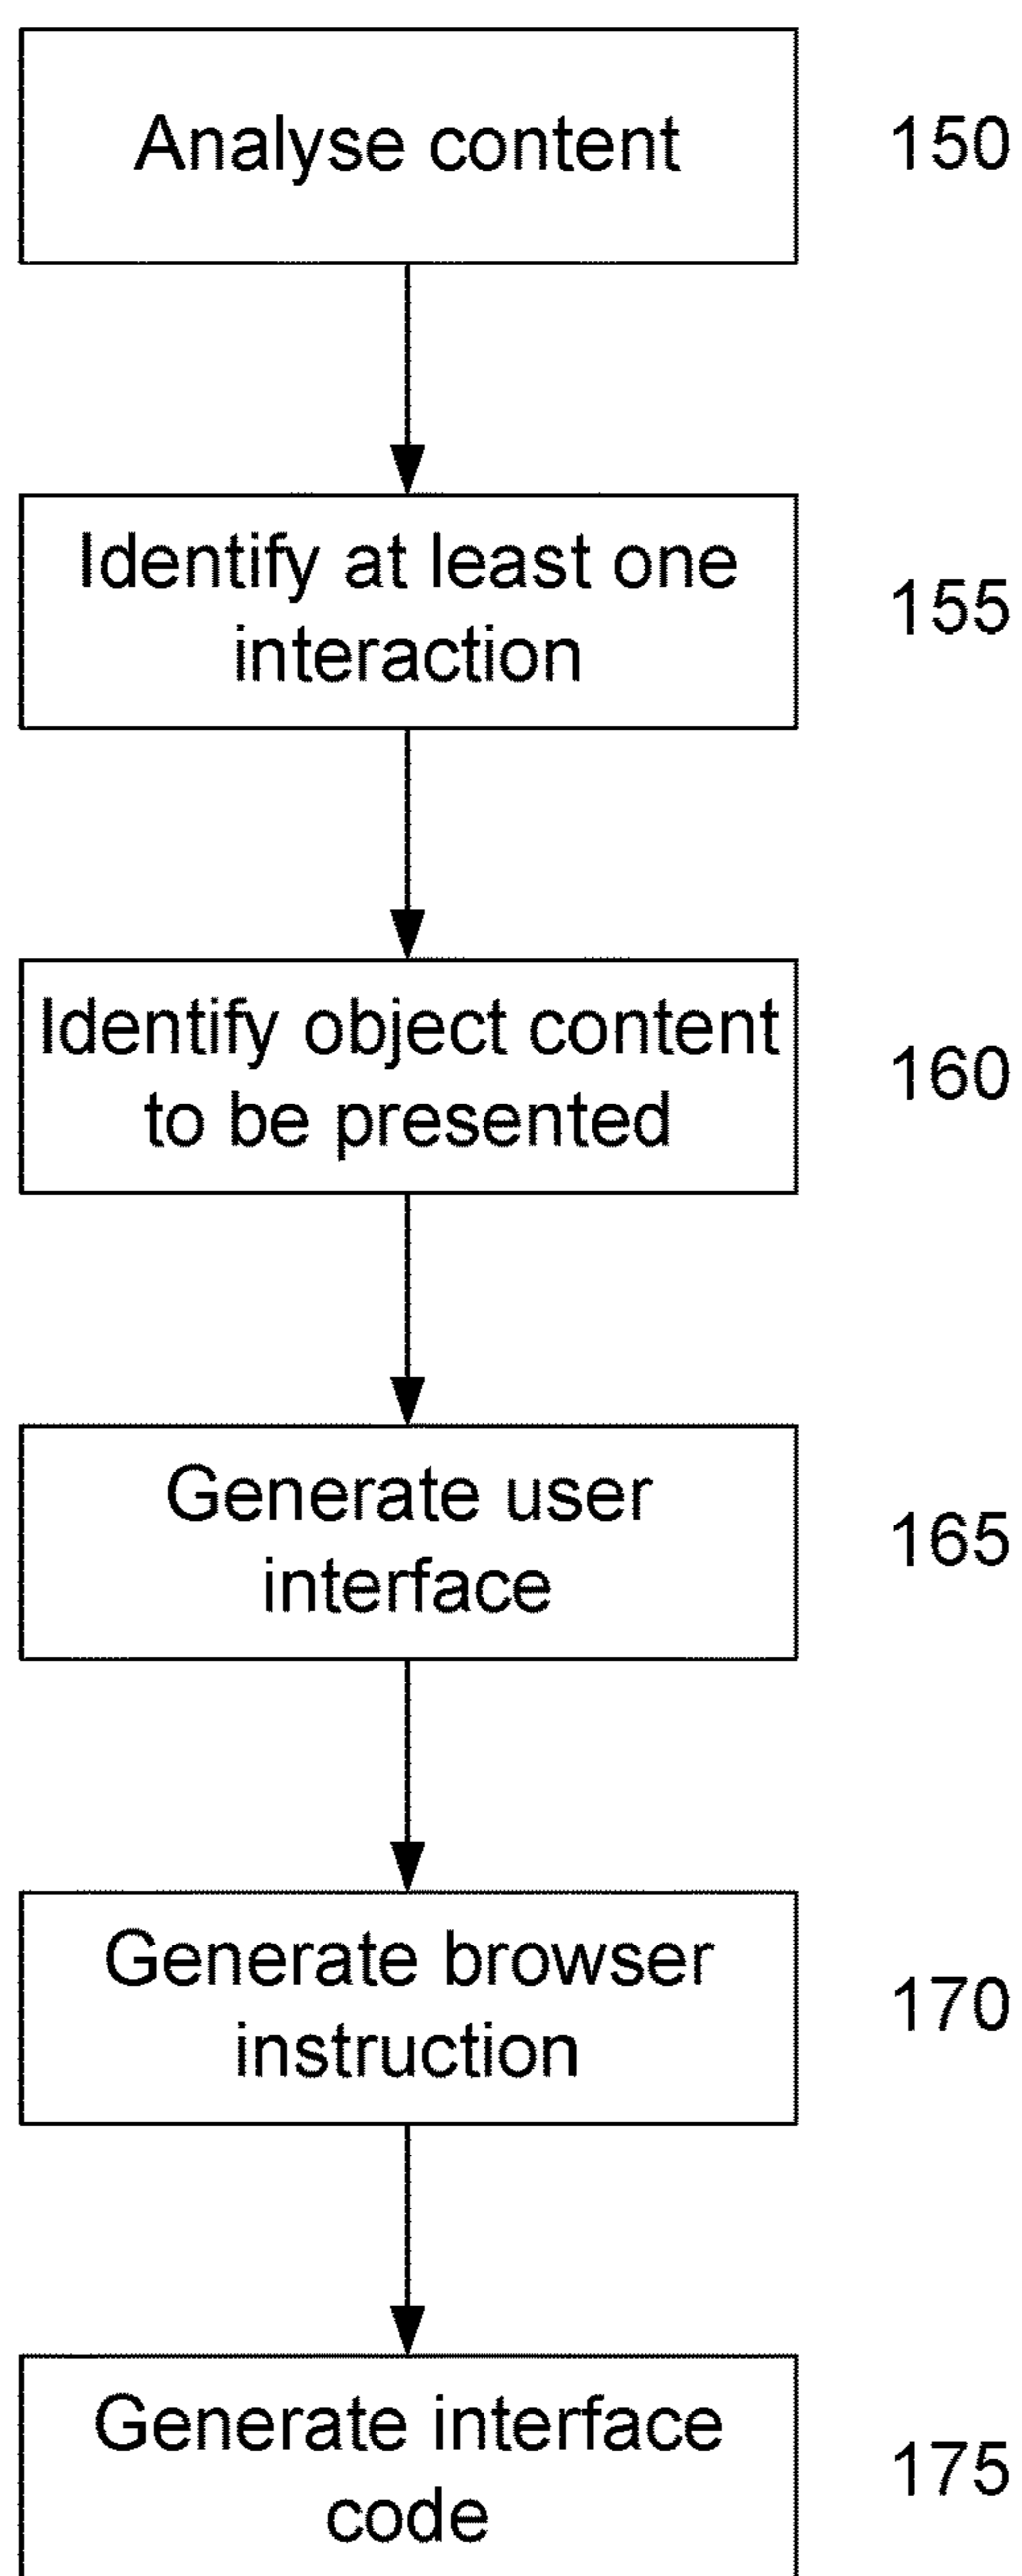 Analyse content 150
Identify at least one
interaction
155
Identify object content
to be presented
160
Generate user
interface
165
Generate browser
instruction
170
Generate interface
code
175